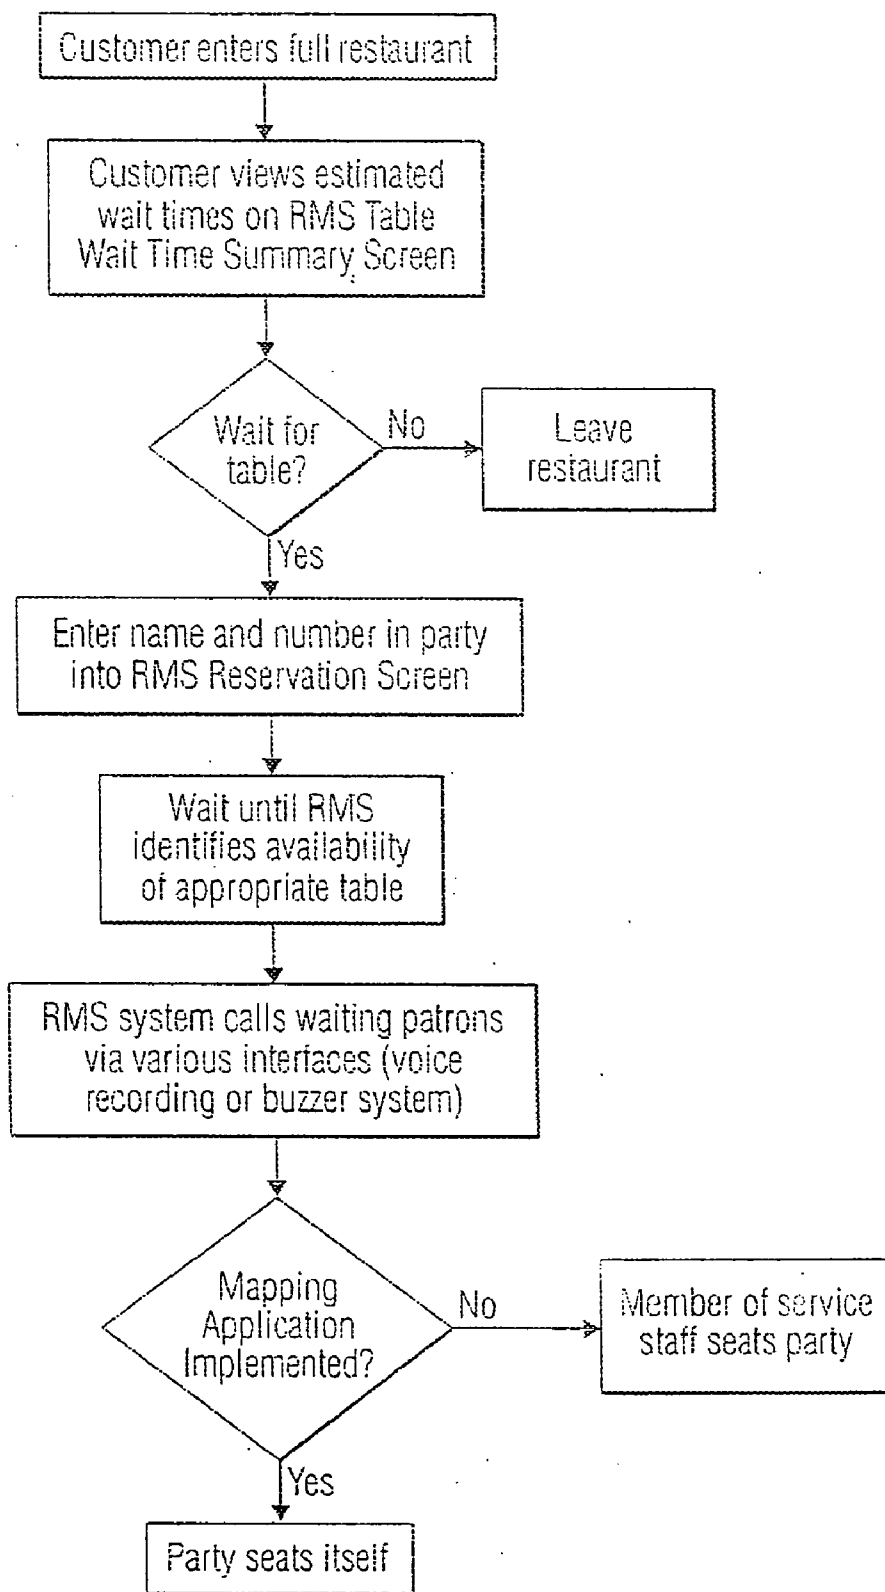 Customer enters full restaurant
Customer views estimated
wait times on RMS Table
Wait Time Summary Screen
Wait for
table?
No
Leave
restaurant
Yes
Enter name and number in party
into RMS Reservation Screen
Wait until RMS
identifies availability
of appropriate table
RMS system calls waiting patrons
via various interfaces (voice
recording or buzzer system)
Mapping
Application
Implemented?
No
Member of service
staff seats party
Yes
Party seats itself